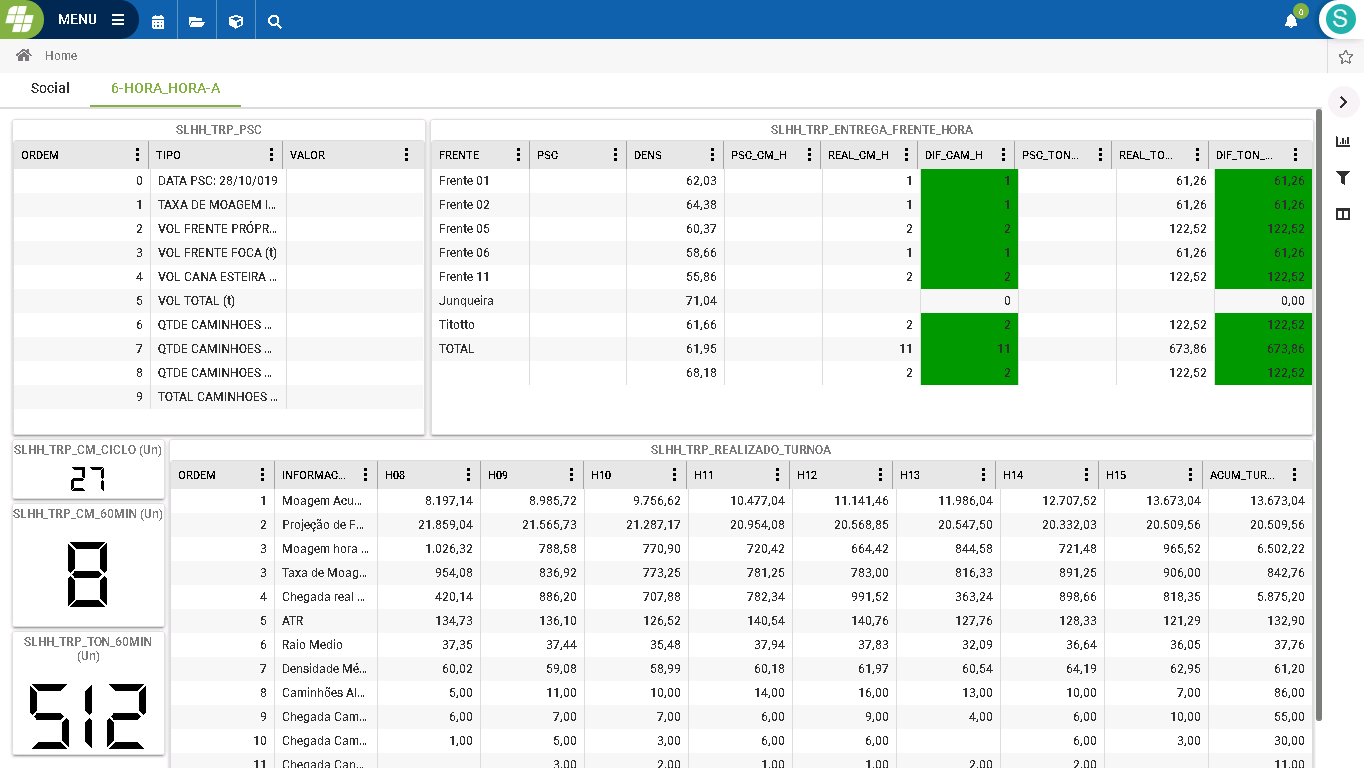 MENU
0
S
Home
Social 6-HORA_HORA-A
SLHH_TRP_PSC
ORDEM TIPO VALOR
0 DATA PSC: 28/10/019
1 TAXA DE MOAGEM I...
2 VOL FRENTE PRÓPR...
3 VOL FRENTE FOCA (t)
4 VOL CANA ESTEIRA ...
5 VOL TOTAL (t)
6 QTDE CAMINHOES ...
7 QTDE CAMINHOES ...
8 QTDE CAMINHOES ...
9 TOTAL CAMINHOES ...
SLHH_TRP_ENTREGA_FRENTE_HORA
FRENTE PSC DENS PSC_CM_H REAL_CM_H DIF_CAM_H PSC_TON... REAL_TO... DIF_TON_...
Frente 01 62,03 1 1 61,26 61,26
Frente 02 64,38 1 1 61,26 61,26
Frente 05 60,37 2 2 122,52 122,52
Frente 06 58,66 1 1 61,26 61,26
Frente 11 55,86 2 2 122,52 122,52
Junqueira 71,04 0 0,00
Titotto 61,66 2 2 122,52 122,52
TOTAL 61,95 11 11 673,86 673,86
68,18 2 2 122,52 122,52
SLHH_TRP_CM_CICLO (Un)
27
SLHH_TRP_CM_60MIN (Un)
8
SLHH_TRP_TON_60MIN
(Un)
512
SLHH_TRP_REALIZADO_TURNOA
ORDEM INFORMAC... H08 H09 H10 H11 H12 H13 H14 H15 ACUM_TUR...
1 Moagem Acu... 8.197,14 8.985,72 9.756,62 10.477,04 11.141,46 11.986,04 12.707,52 13.673,04 13.673,04
2 Projeção de F... 21.859,04 21.565,73 21.287,17 20.954,08 20.568,85 20.547,50 20.332,03 20.509,56 20.509,56
3 Moagem hora ... 1.026,32 788,58 770,90 720,42 664,42 844,58 721,48 965,52 6.502,22
3 Taxa de Moag... 954,08 836,92 773,25 781,25 783,00 816,33 891,25 906,00 842,76
4 Chegada real ... 420,14 886,20 707,88 782,34 991,52 363,24 898,66 818,35 5.875,20
5 ATR 134,73 136,10 126,52 140,54 140,76 127,76 128,33 121,29 132,90
6 Raio Medio 37,35 37,44 35,48 37,94 37,83 32,09 36,64 36,05 37,76
7 Densidade Mé... 60,02 59,08 58,99 60,18 61,97 60,54 64,19 62,95 61,20
8 Caminhões Al... 5,00 11,00 10,00 14,00 16,00 13,00 10,00 7,00 86,00
9 Chegada Cam... 6,00 7,00 7,00 6,00 9,00 4,00 6,00 10,00 55,00
10 Chegada Cam... 1,00 5,00 3,00 6,00 6,00 6,00 3,00 30,00
11 Chegada Can... 3,00 2,00 1,00 1,00 2,00 2,00 11,00